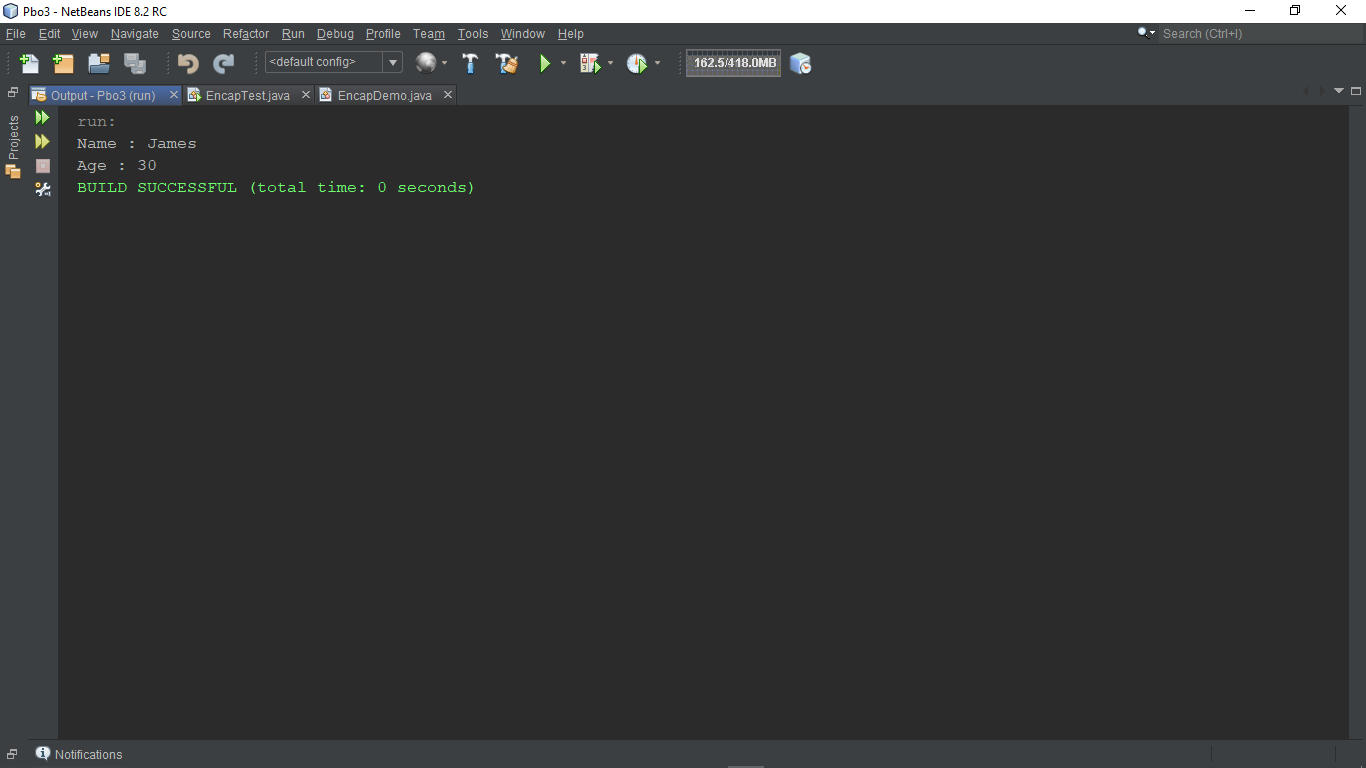 Pbo3 - NetBeans IDE 8.2 RC
File Edit View Navigate Source Refactor Run Debug Profile Team Tools Window Help
Search (Ctrl+I)
<default config>
162.5/418.0MB
Output - Pbo3 (run)
EncapTest.java
EncapDemo.java
Projects
run:
Name : James
Age : 30
BUILD SUCCESSFUL (total time: 0 seconds)
Notifications